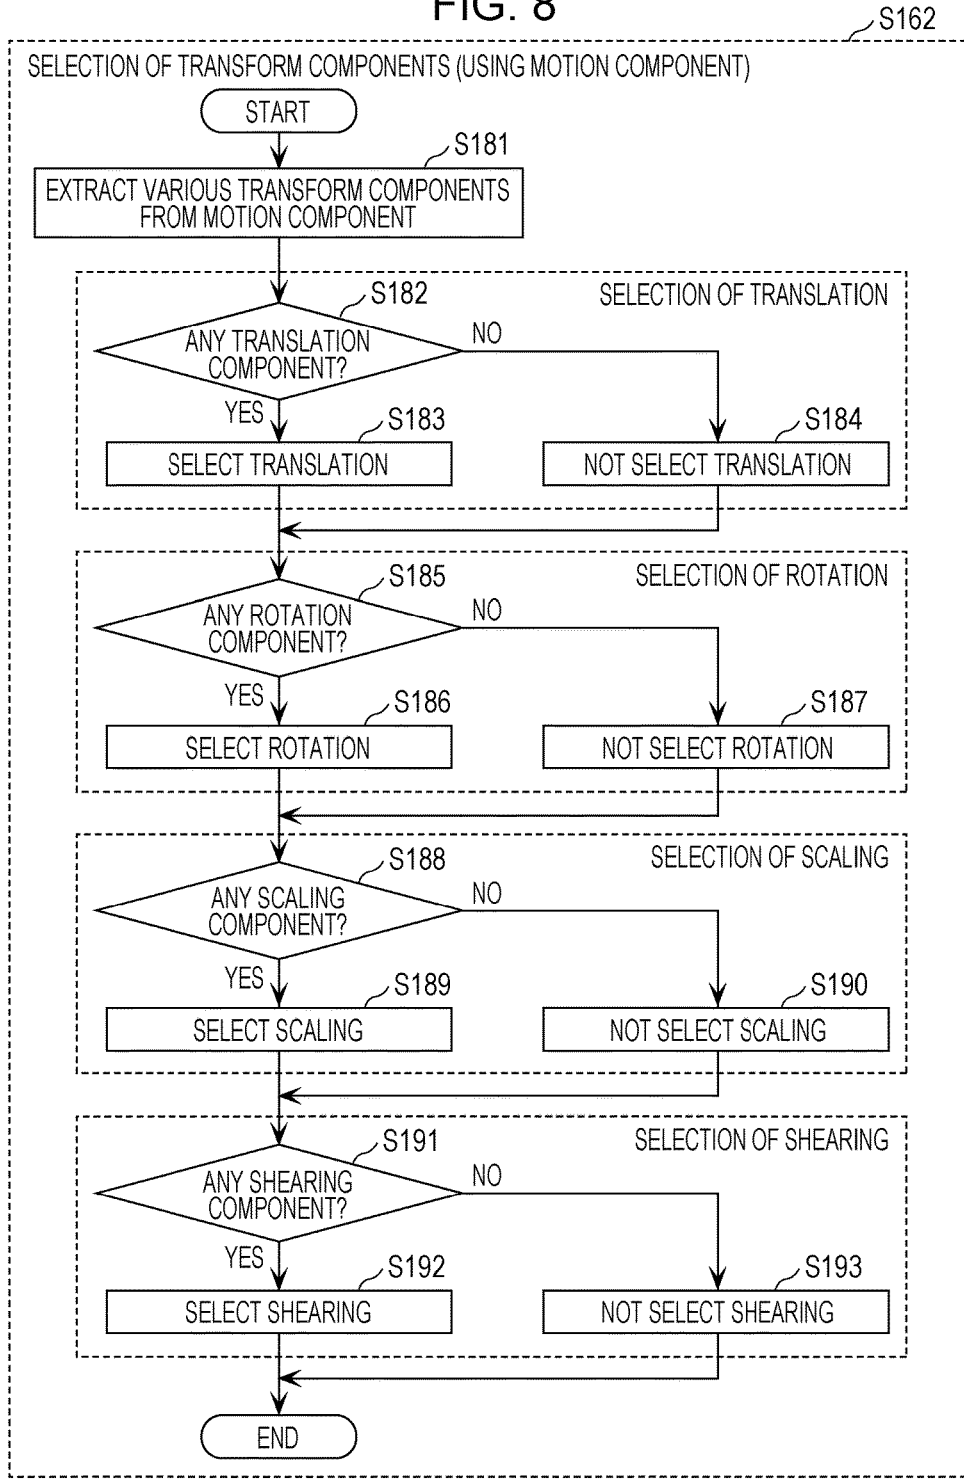 FIG. 8
S162
SELECTION OF TRANSFORM COMPONENTS (USING MOTION COMPONENT)
START
S181
EXTRACT VARIOUS TRANSFORM COMPONENTS
FROM MOTION COMPONENT
SELECTION OF TRANSLATION
S182
ANY TRANSLATION
COMPONENT?
NO
YES
S183
SELECT TRANSLATION
S184
NOT SELECT TRANSLATION
SELECTION OF ROTATION
S185
ANY ROTATION
COMPONENT?
NO
YES
S186
SELECT ROTATION
S187
NOT SELECT ROTATION
SELECTION OF SCALING
S188
ANY SCALING
COMPONENT?
NO
YES
S189
SELECT SCALING
S190
NOT SELECT SCALING
SELECTION OF SHEARING
S191
ANY SHEARING
COMPONENT?
NO
YES
S192
SELECT SHEARING
S193
NOT SELECT SHEARING
END